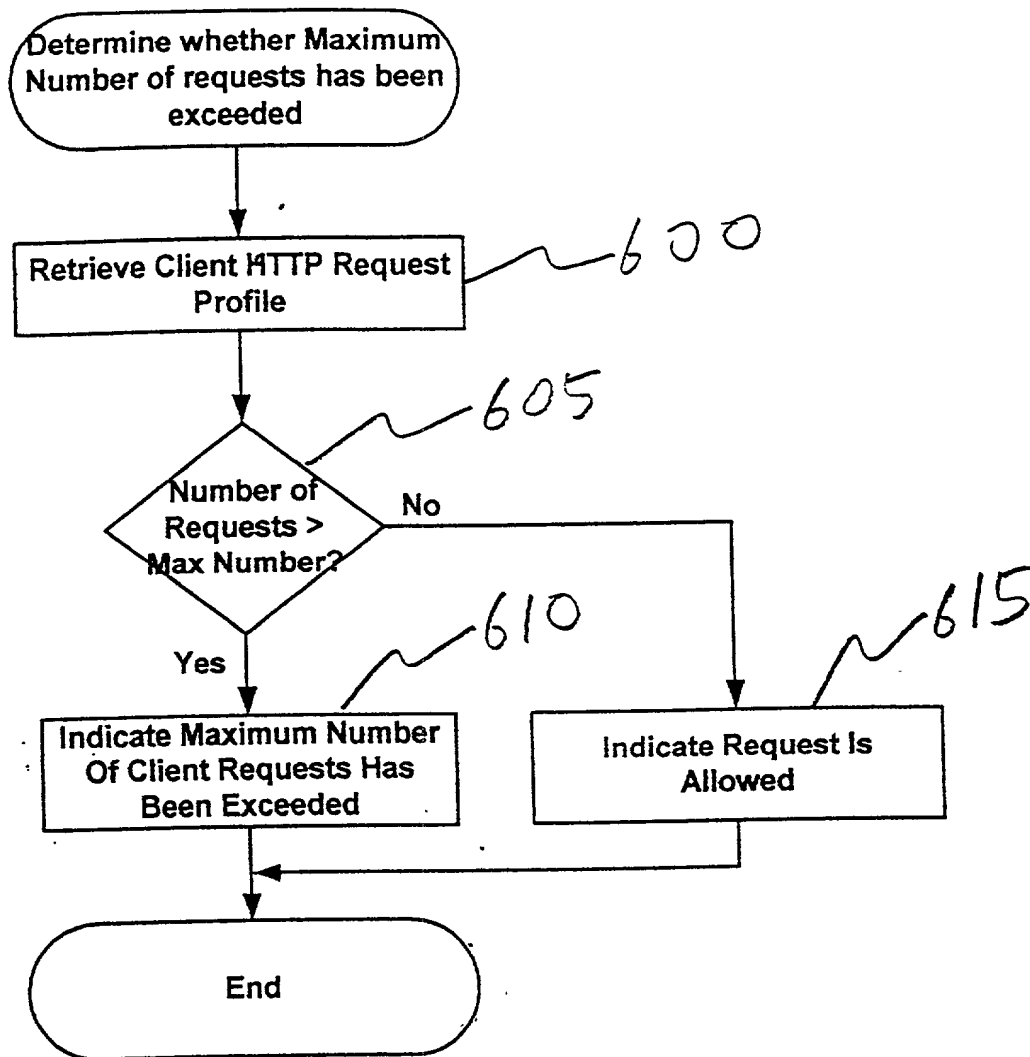 Determine whether Maximum
Number of requests has been
exceeded
Retrieve Client HTTP Request
Profile
600
605
Number of
Requests >
Max Number?
No
Yes
610
615
Indicate Maximum Number
Of Client Requests Has
Been Exceeded
Indicate Request Is
Allowed
End